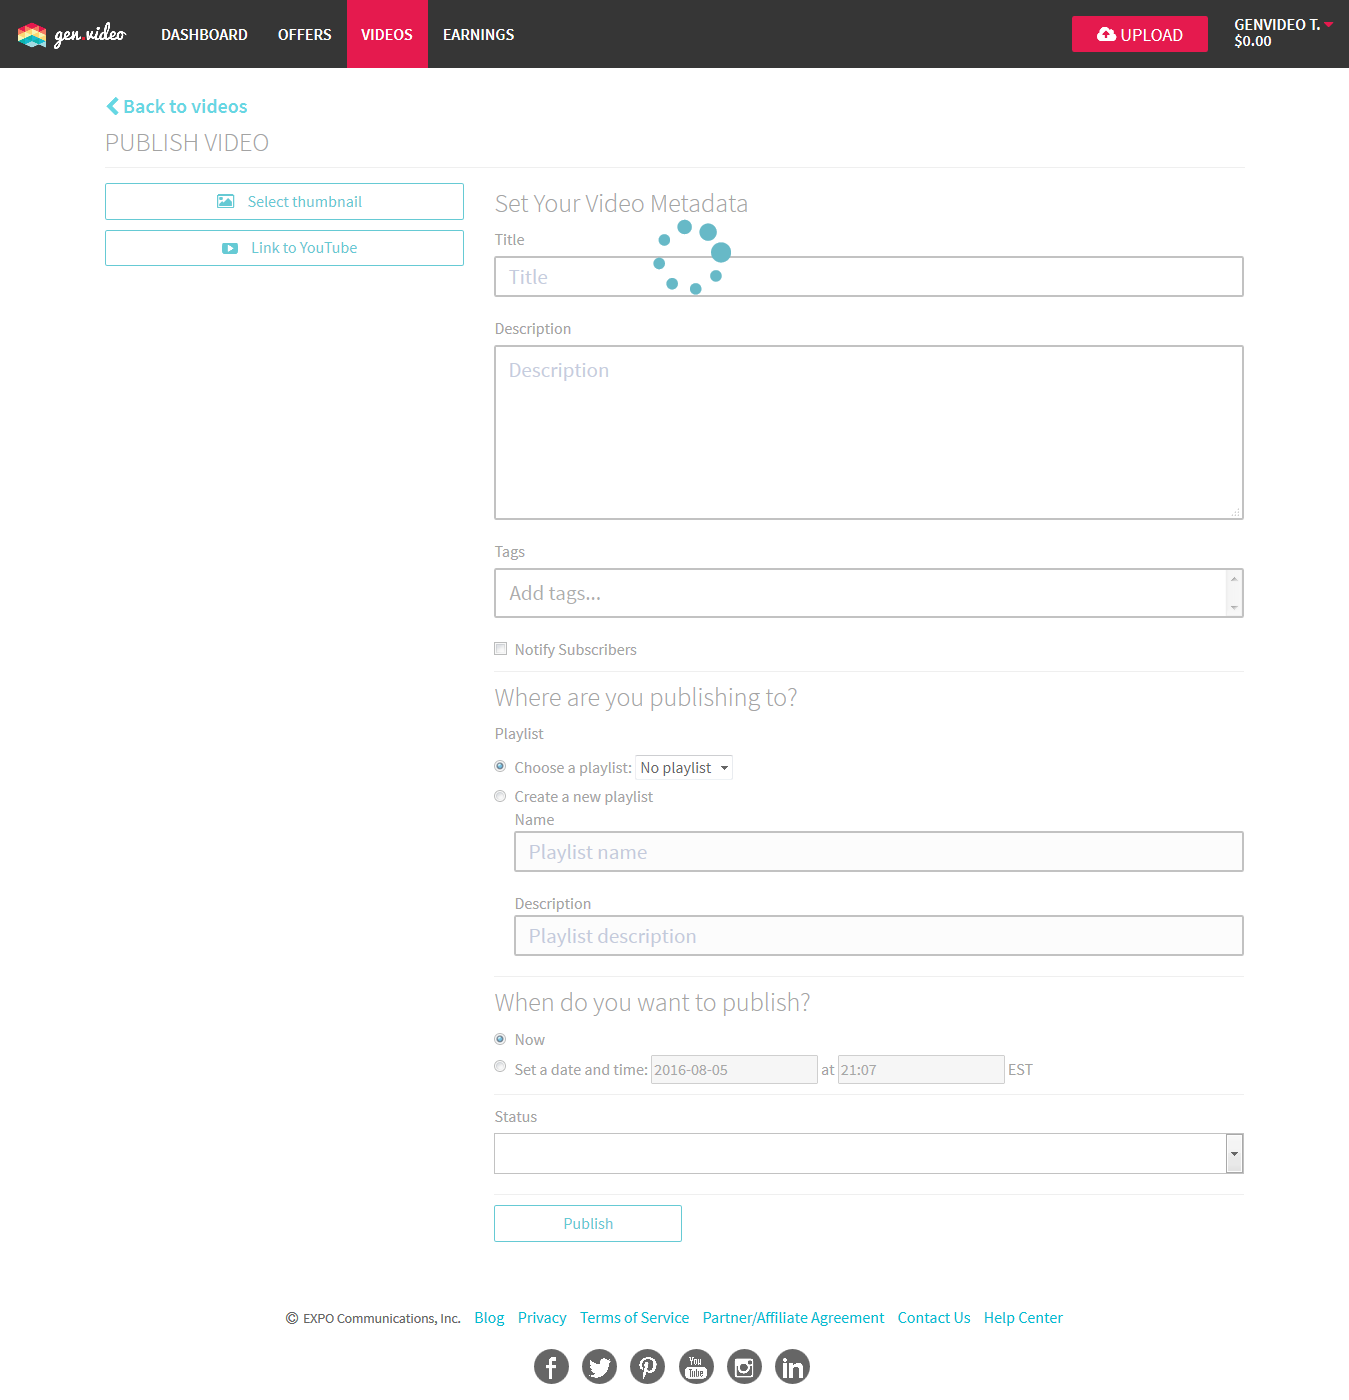 gen.video DASHBOARD OFFERS VIDEOS EARNINGS UPLOAD GENVIDEO T.
$0.00
Back to videos
PUBLISH VIDEO
Select thumbnail
Link to YouTube
Set Your Video Metadata
Title
Title
Description
Description
Tags
Add tags...
Notify Subscribers
Where are you publishing to?
Playlist
Choose a playlist: No playlist
Create a new playlist
Name
Playlist name
Description
Playlist description
When do you want to publish?
Now
Set a date and time: 2016-08-05 at 21:07 EST
Status
Publish
© EXPO Communications, Inc. Blog Privacy Terms of Service Partner/Affiliate Agreement Contact Us Help Center
You
Tube